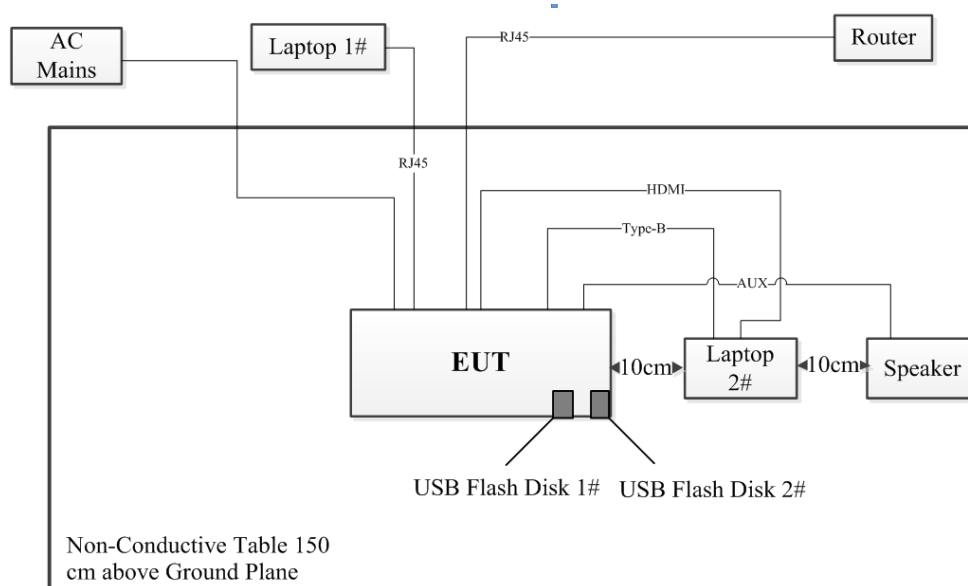 AC
Mains
Laptop 1#
RJ45
Router
RJ45
HDMI
Type-B
AUX
EUT
10cm
Laptop
2#
10cm
Speaker
USB Flash Disk 1#
USB Flash Disk 2#
Non-Conductive Table 150
cm above Ground Plane